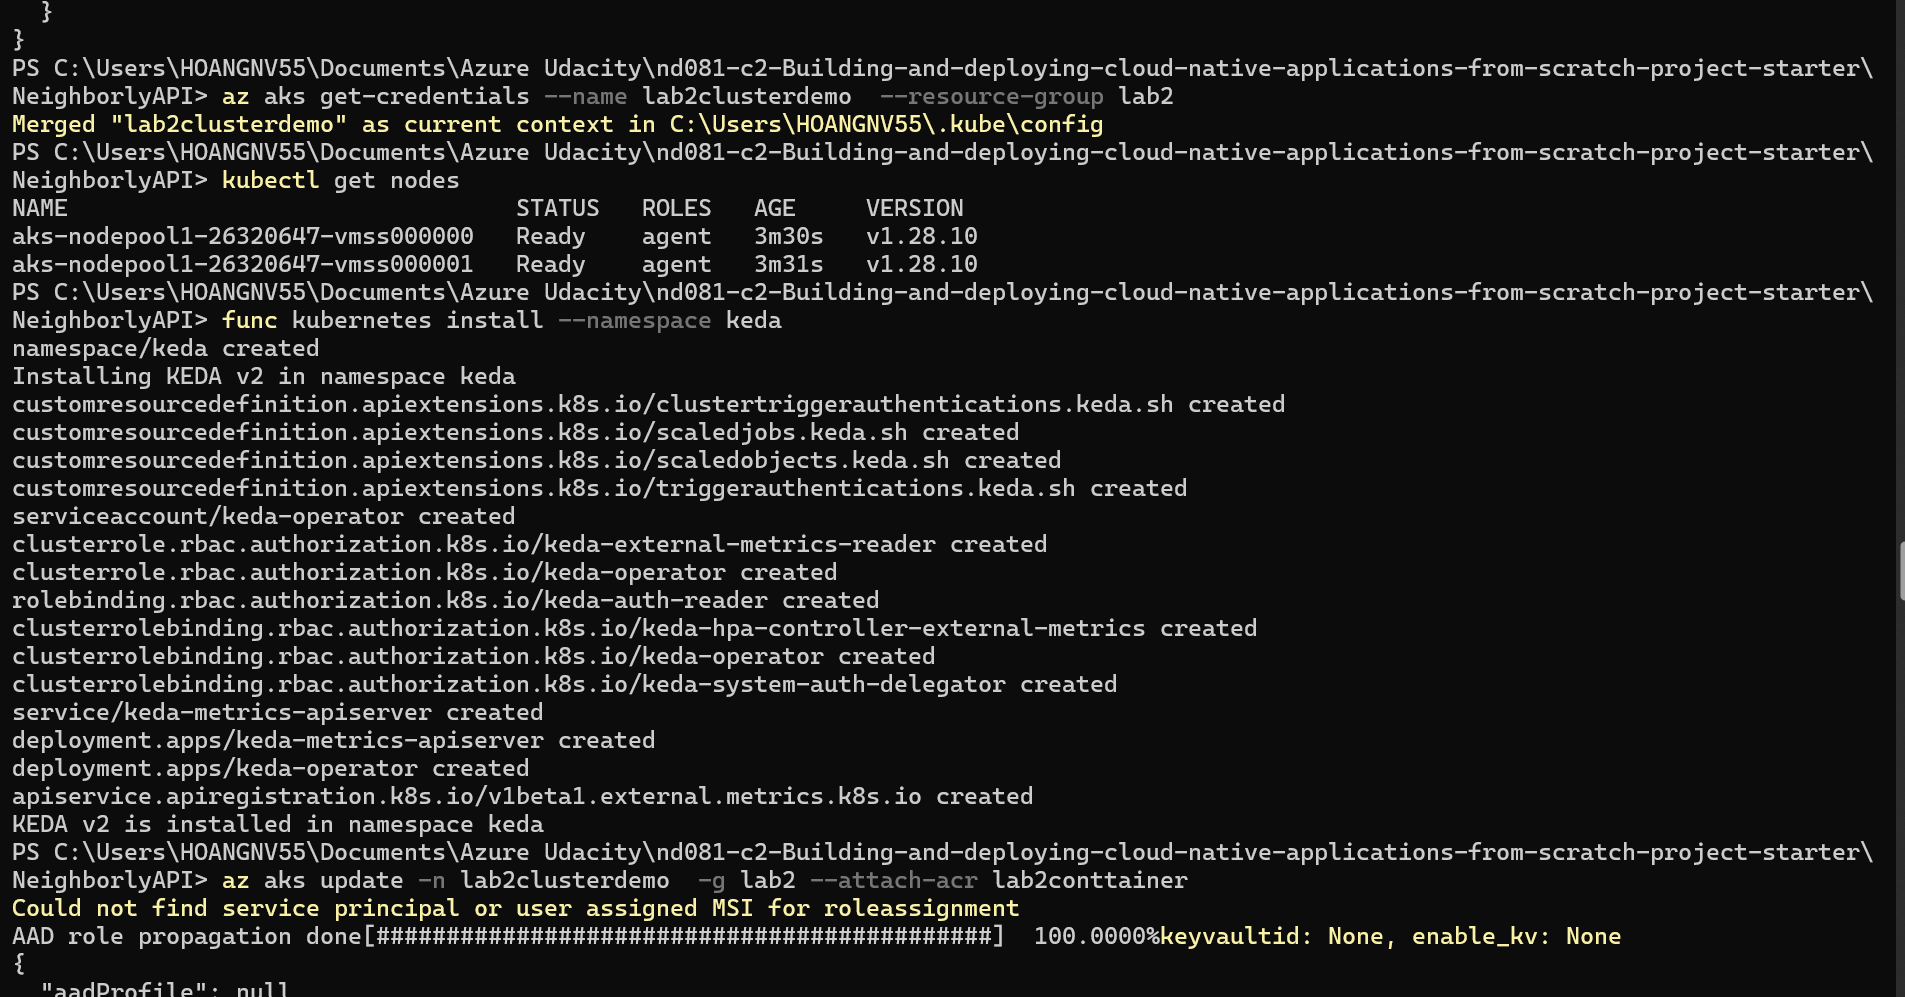 }
}
PS C:\Users\HOANGNV55\Documents\Azure Udacity\nd081-c2-Building-and-deploying-cloud-native-applications-from-scratch-project-starter\
NeighborlyAPI> az aks get-credentials --name lab2clusterdemo  --resource-group lab2
Merged "lab2clusterdemo" as current context in C:\Users\HOANGNV55\.kube\config
PS C:\Users\HOANGNV55\Documents\Azure Udacity\nd081-c2-Building-and-deploying-cloud-native-applications-from-scratch-project-starter\
NeighborlyAPI> kubectl get nodes
NAME                                STATUS   ROLES   AGE     VERSION
aks-nodepool1-26320647-vmss000000   Ready    agent   3m30s   v1.28.10
aks-nodepool1-26320647-vmss000001   Ready    agent   3m31s   v1.28.10
PS C:\Users\HOANGNV55\Documents\Azure Udacity\nd081-c2-Building-and-deploying-cloud-native-applications-from-scratch-project-starter\
NeighborlyAPI> func kubernetes install --namespace keda
namespace/keda created
Installing KEDA v2 in namespace keda
customresourcedefinition.apiextensions.k8s.io/clustertriggerauthentications.keda.sh created
customresourcedefinition.apiextensions.k8s.io/scaledjobs.keda.sh created
customresourcedefinition.apiextensions.k8s.io/scaledobjects.keda.sh created
customresourcedefinition.apiextensions.k8s.io/triggerauthentications.keda.sh created
serviceaccount/keda-operator created
clusterrole.rbac.authorization.k8s.io/keda-external-metrics-reader created
clusterrole.rbac.authorization.k8s.io/keda-operator created
rolebinding.rbac.authorization.k8s.io/keda-auth-reader created
clusterrolebinding.rbac.authorization.k8s.io/keda-hpa-controller-external-metrics created
clusterrolebinding.rbac.authorization.k8s.io/keda-operator created
clusterrolebinding.rbac.authorization.k8s.io/keda-system-auth-delegator created
service/keda-metrics-apiserver created
deployment.apps/keda-metrics-apiserver created
deployment.apps/keda-operator created
apiservice.apiregistration.k8s.io/v1beta1.external.metrics.k8s.io created
KEDA v2 is installed in namespace keda
PS C:\Users\HOANGNV55\Documents\Azure Udacity\nd081-c2-Building-and-deploying-cloud-native-applications-from-scratch-project-starter\
NeighborlyAPI> az aks update -n lab2clusterdemo  -g lab2 --attach-acr lab2conttainer
Could not find service principal or user assigned MSI for roleassignment
AAD role propagation done[############################################]  100.0000%keyvaultid: None, enable_kv: None
{
  "aadProfile": null